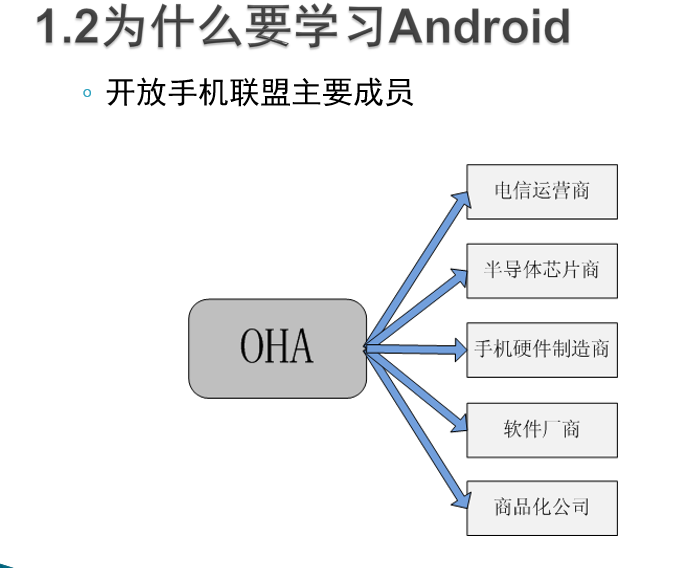 1.2为什么要学习Android
开放手机联盟主要成员
电信运营商
半导体芯片商
OHA
手机硬件制造商
软件厂商
商品化公司